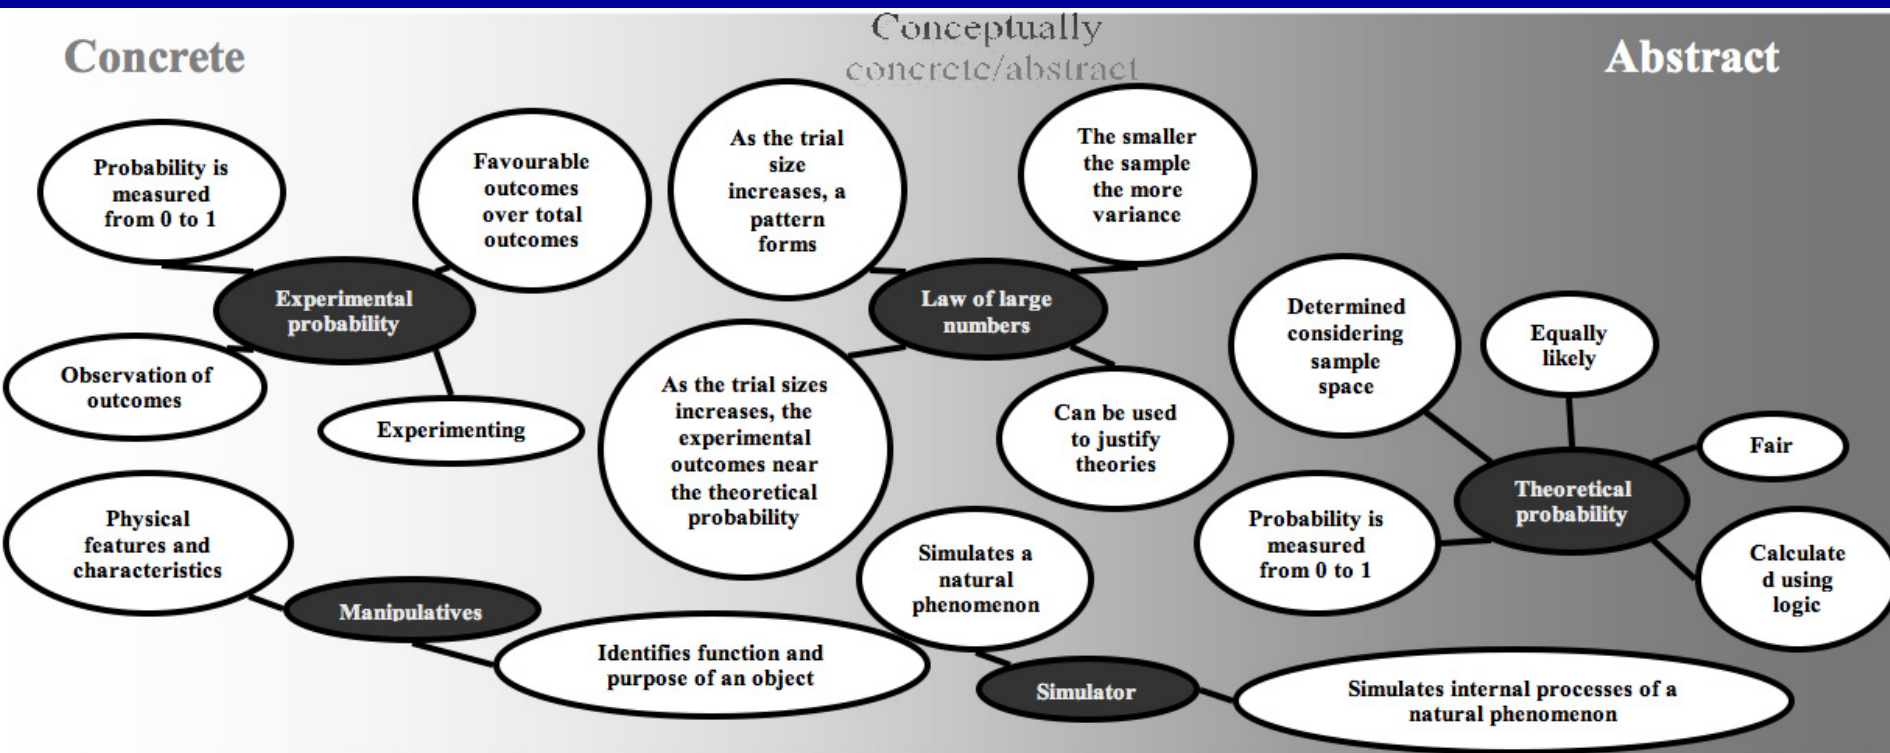 Conceptually
concrete/abstract
Concrete
Abstract
Probability is
measured
from 0 to 1
Favourable
outcomes
over total
outcomes
Experimental
probability
Observation of
outcomes
Experimenting
As the trial
size
increases, a
pattern
forms
The smaller
the sample
the more
variance
Law of large
numbers
As the trial sizes
increases, the
experimental
outcomes near
the theoretical
probability
Can be used
to justify
theories
Determined
considering
sample
space
Equally
likely
Fair
Theoretical
probability
Probability is
measured
from 0 to 1
Calculate
d using
logic
Physical
features and
characteristics
Manipulatives
Identifies function and
purpose of an object
Simulates a
natural
phenomenon
Simulator
Simulates internal processes of a
natural phenomenon